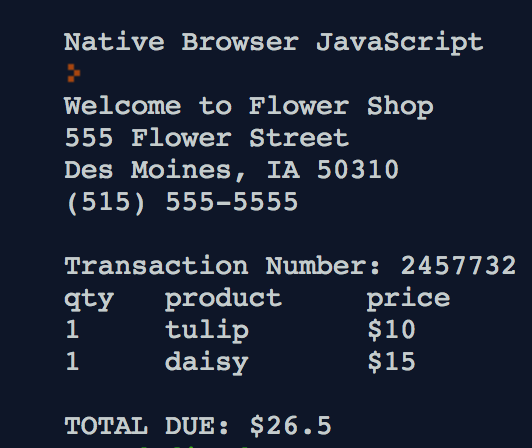 Native Browser JavaScript
>
Welcome to Flower Shop
555 Flower Street
Des Moines, IA 50310
(515) 555-5555
Transaction Number: 2457732
qty product price
1 tulip $10
1 daisy $15
TOTAL DUE: $26.5